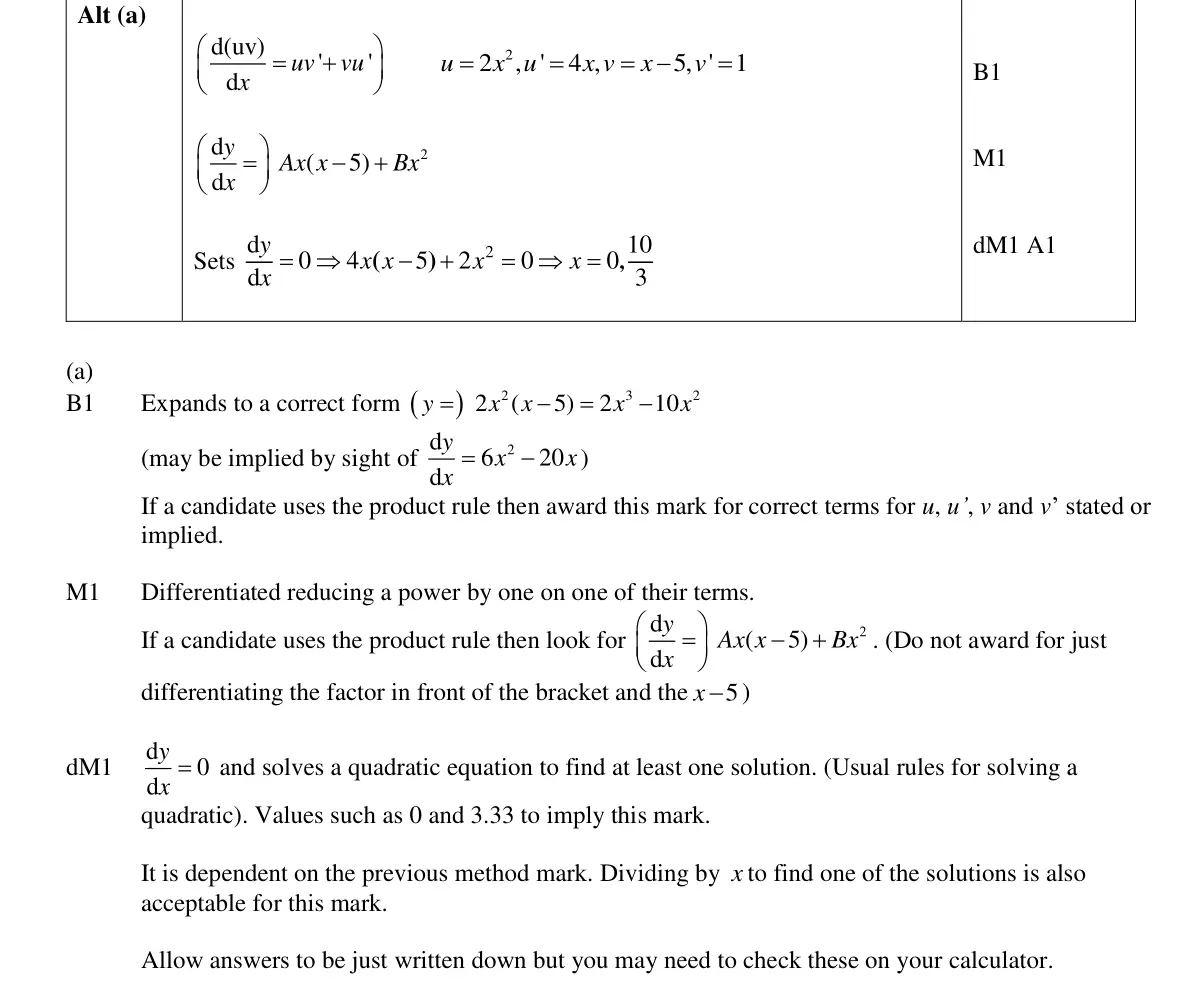 Alt (a)
(d(uv)/dx = uv'+ vu') u = 2x², u' = 4x, v = x − 5, v' = 1 B1
(dy/dx =) Ax(x − 5) + Bx² M1
Sets dy/dx = 0 ⇒ 4x(x − 5) + 2x² = 0 ⇒ x = 0, 10/3 dM1 A1
(a)
B1 Expands to a correct form (y =) 2x²(x − 5) = 2x³ − 10x²
(may be implied by sight of dy/dx = 6x² − 20x)
If a candidate uses the product rule then award this mark for correct terms for u, u’, v and v’ stated or
implied.
M1 Differentiated reducing a power by one on one of their terms.
If a candidate uses the product rule then look for (dy/dx =) Ax(x − 5) + Bx² . (Do not award for just
differentiating the factor in front of the bracket and the x − 5)
dM1 dy/dx = 0 and solves a quadratic equation to find at least one solution. (Usual rules for solving a
quadratic). Values such as 0 and 3.33 to imply this mark.
It is dependent on the previous method mark. Dividing by x to find one of the solutions is also
acceptable for this mark.
Allow answers to be just written down but you may need to check these on your calculator.